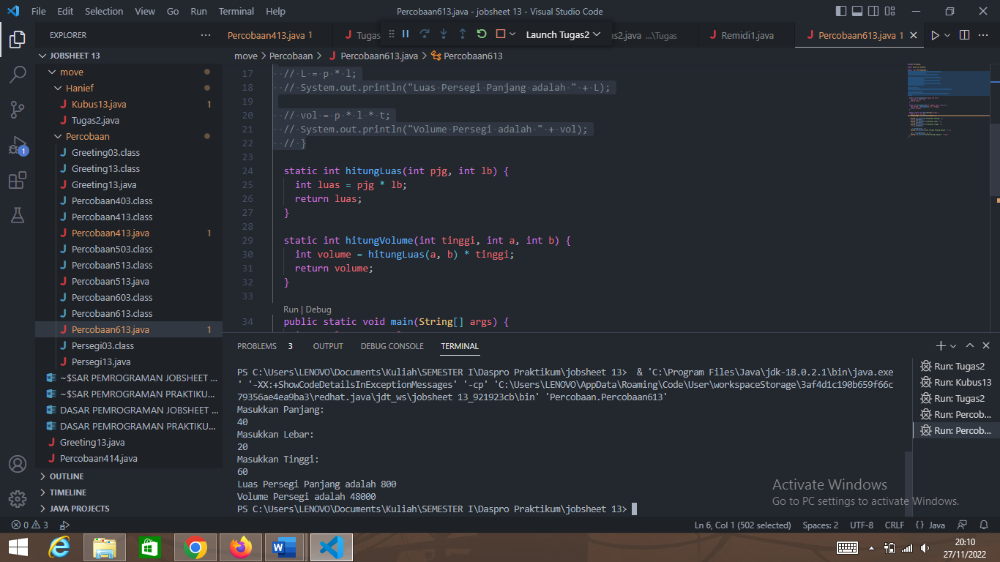 File Edit Selection View Go Run Terminal Help Percobaan613.java - jobsheet 13 - Visual Studio Code
EXPLORER
Percobaan413.java 1 Tugas Launch Tugas2 s2.java ...\Tugas Remidi1.java Percobaan613.java 1
move > Percobaan > Percobaan613.java > Percobaan613
JOBSHEET 13
move
Hanief
Kubus13.java 1
Tugas2.java
Percobaan
Greeting03.class
Greeting13.class
Greeting13.java
Percobaan403.class
Percobaan413.class
Percobaan413.java 1
Percobaan503.class
Percobaan513.class
Percobaan513.java
Percobaan603.class
Percobaan613.class
Percobaan613.java 1
Persegi03.class
Persegi13.java
~$SAR PEMROGRAMAN JOBSHEET ...
~$SAR PEMROGRAMAN PRAKTIKU...
DASAR PEMROGRAMAN JOBSHEET ...
DASAR PEMROGRAMAN PRAKTIKU...
Greeting13.java
Percobaan414.java
OUTLINE
TIMELINE
JAVA PROJECTS
1
17 // L = p * l;
18 // System.out.println("Luas Persegi Panjang adalah " + L);
19
20 // vol = p * l * t;
21 // System.out.println("Volume Persegi adalah " + vol);
22 // }
23
24 static int hitungLuas(int pjg, int lb) {
25 int luas = pjg * lb;
26 return luas;
27 }
28
29 static int hitungVolume(int tinggi, int a, int b) {
30 int volume = hitungLuas(a, b) * tinggi;
31 return volume;
32 }
33
Run | Debug
34 public static void main(String[] args) {
PROBLEMS 3 OUTPUT DEBUG CONSOLE TERMINAL
PS C:\Users\LENOVO\Documents\Kuliah\SEMESTER I\Daspro Praktikum\jobsheet 13> & 'C:\Program Files\Java\jdk-18.0.2.1\bin\java.exe
' '-XX:+ShowCodeDetailsInExceptionMessages' '-cp' 'C:\Users\LENOVO\AppData\Roaming\Code\User\workspaceStorage\3af4d1c190b659f66c
79356ae4ea9ba3\redhat.java\jdt_ws\jobsheet 13_921923cb\bin' 'Percobaan.Percobaan613'
Masukkan Panjang:
40
Masukkan Lebar:
20
Masukkan Tinggi:
60
Luas Persegi Panjang adalah 800
Volume Persegi adalah 48000
PS C:\Users\LENOVO\Documents\Kuliah\SEMESTER I\Daspro Praktikum\jobsheet 13>
Run: Tugas2
Run: Kubus13
Run: Tugas2
Run: Percob...
Run: Percob...
Activate Windows
Go to PC settings to activate Windows.
0 3 Ln 6, Col 1 (502 selected) Spaces: 2 UTF-8 CRLF {} Java
20:10
27/11/2022